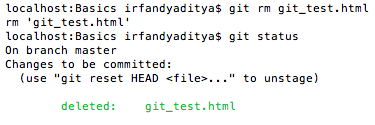 localhost:Basics irfandyaditya$ git rm git_test.html
rm 'git_test.html'
localhost:Basics irfandyaditya$ git status
On branch master
Changes to be committed:
  (use "git reset HEAD <file>..." to unstage)
        deleted:    git_test.html